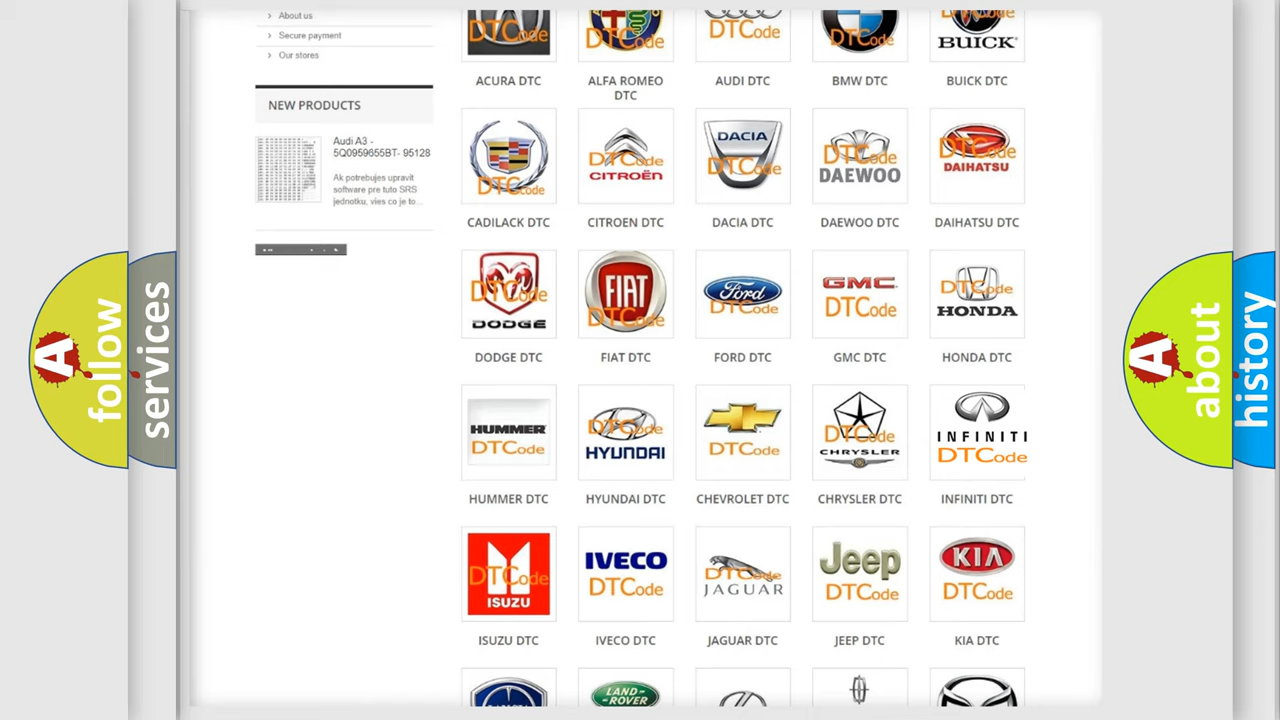 About us
Secure payment
Our stores
NEW PRODUCTS
Audi A3 -
5Q0959655BT- 95128
Ak potrebujes upravit
software pre tuto SRS
jednotku, vies co je to...
DTCode DTCode DTCode DTCode BUICK
ACURA DTC ALFA ROMEO DTC AUDI DTC BMW DTC BUICK DTC
DTCode
CITROËN DTCode
DACIA DTCode
DAEWOO DTCode
DAIHATSU DTCode
CADILACK DTC CITROEN DTC DACIA DTC DAEWOO DTC DAIHATSU DTC
DTCode DODGE
FIAT DTCode
Ford DTCode
GMC DTCode
DTCode HONDA
DODGE DTC FIAT DTC FORD DTC GMC DTC HONDA DTC
HUMMER DTCode
DTCode HYUNDAI
DTCode
DTCode CHRYSLER
INFINITI DTCode
HUMMER DTC HYUNDAI DTC CHEVROLET DTC CHRYSLER DTC INFINITI DTC
DTCode ISUZU
IVECO DTCode
DTCode JAGUAR
Jeep DTCode
KIA DTCode
ISUZU DTC IVECO DTC JAGUAR DTC JEEP DTC KIA DTC
LAND-
ROVER
A follow
services
A about
history